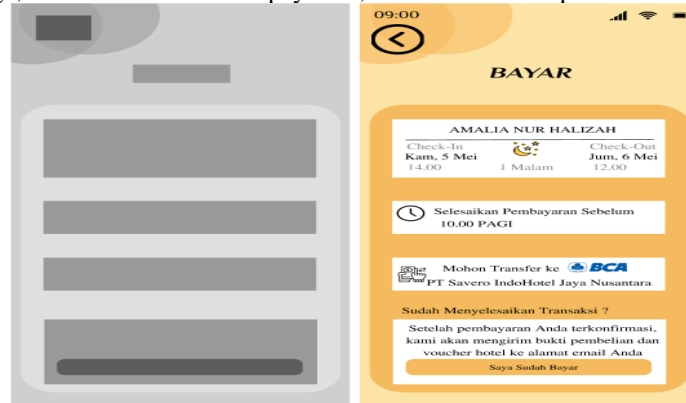 09:00
BAYAR
AMALIA NUR HALIZAH
Check-In Check-Out
Kam, 5 Mei Jum, 6 Mei
14.00 1 Malam 12.00
Selesaikan Pembayaran Sebelum
10.00 PAGI
Mohon Transfer ke BCA
PT Savero IndoHotel Jaya Nusantara
Sudah Menyelesaikan Transaksi ?
Setelah pembayaran Anda terkonfirmasi,
kami akan mengirim bukti pembelian dan
voucher hotel ke alamat email Anda
Saya Sudah Bayar